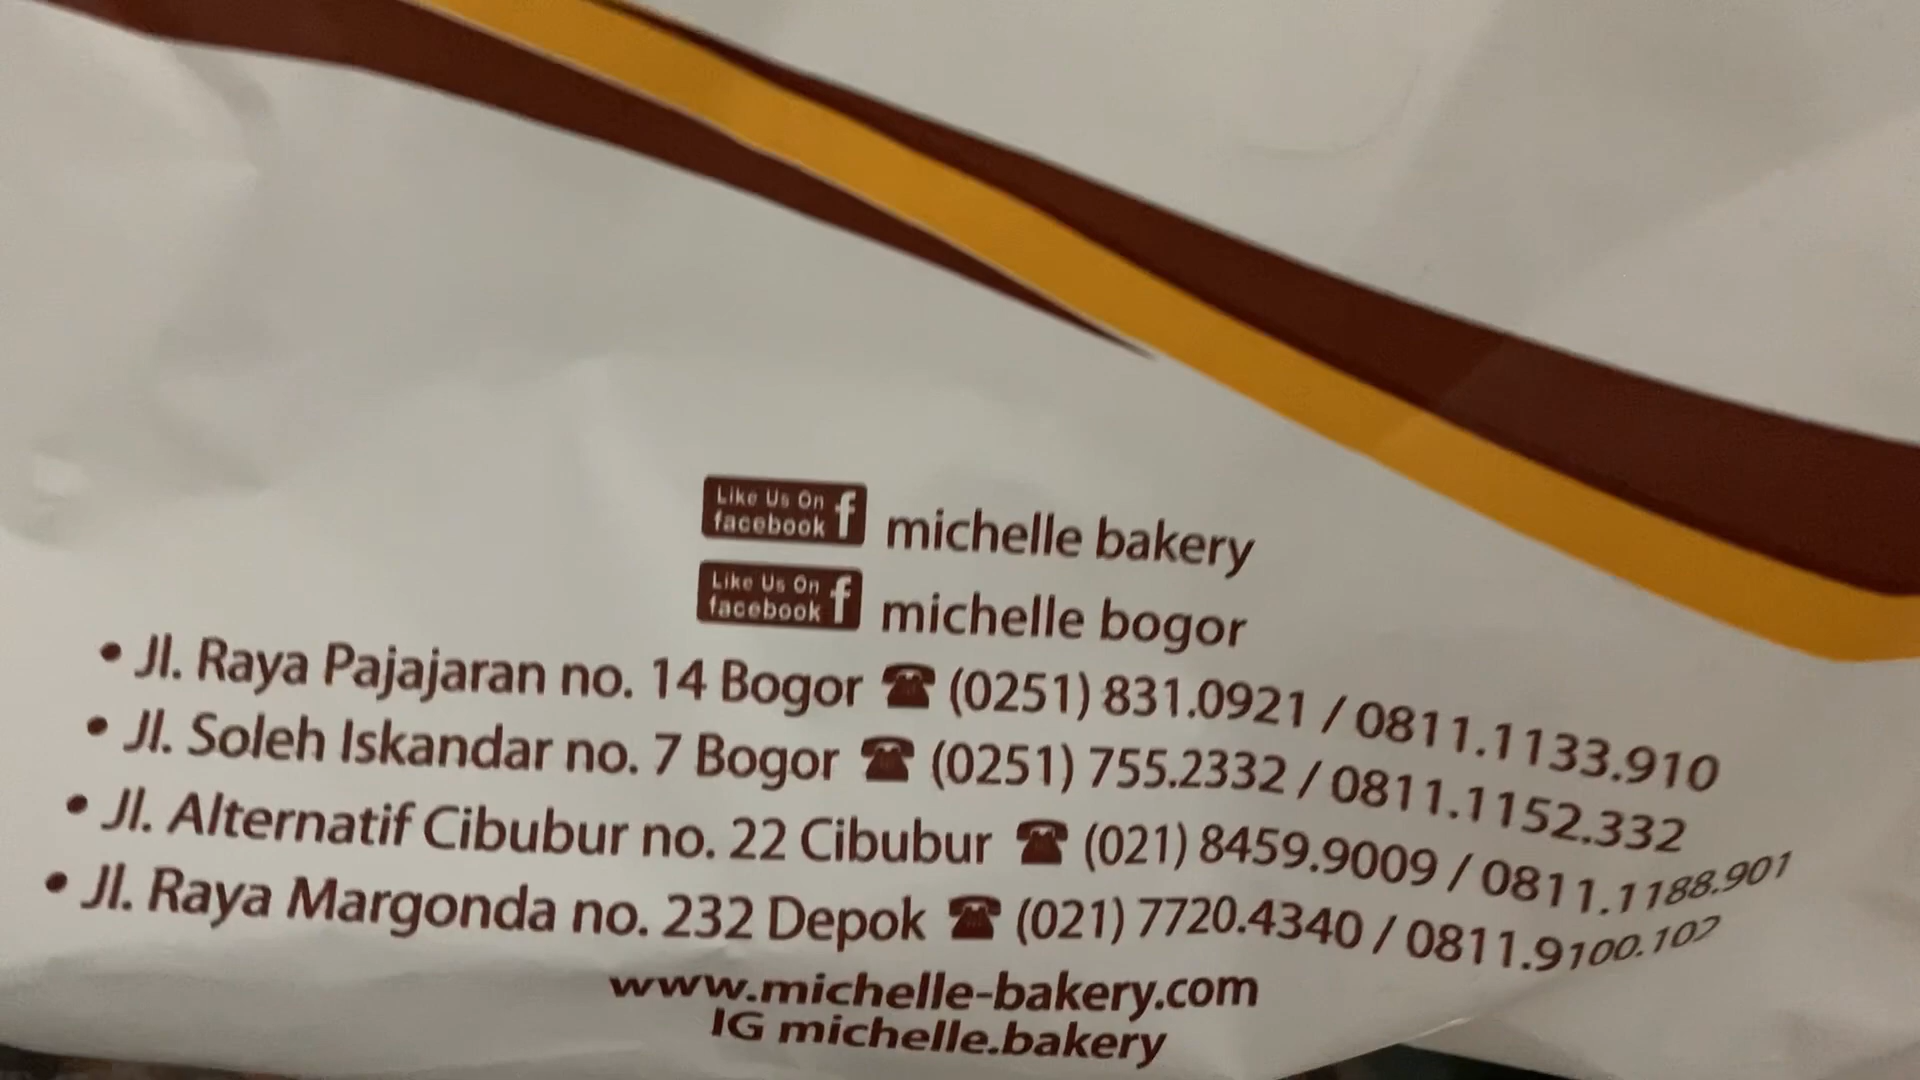 Like Us On facebook f michelle bakery
Like Us On facebook f michelle bogor
• Jl. Raya Pajajaran no. 14 Bogor ☎ (0251) 831.0921 / 0811.1133.910
• Jl. Soleh Iskandar no. 7 Bogor ☎ (0251) 755.2332 / 0811.1152.332
• Jl. Alternatif Cibubur no. 22 Cibubur ☎ (021) 8459.9009 / 0811.1188.901
• Jl. Raya Margonda no. 232 Depok ☎ (021) 7720.4340 / 0811.9100.102
www.michelle-bakery.com
IG michelle.bakery